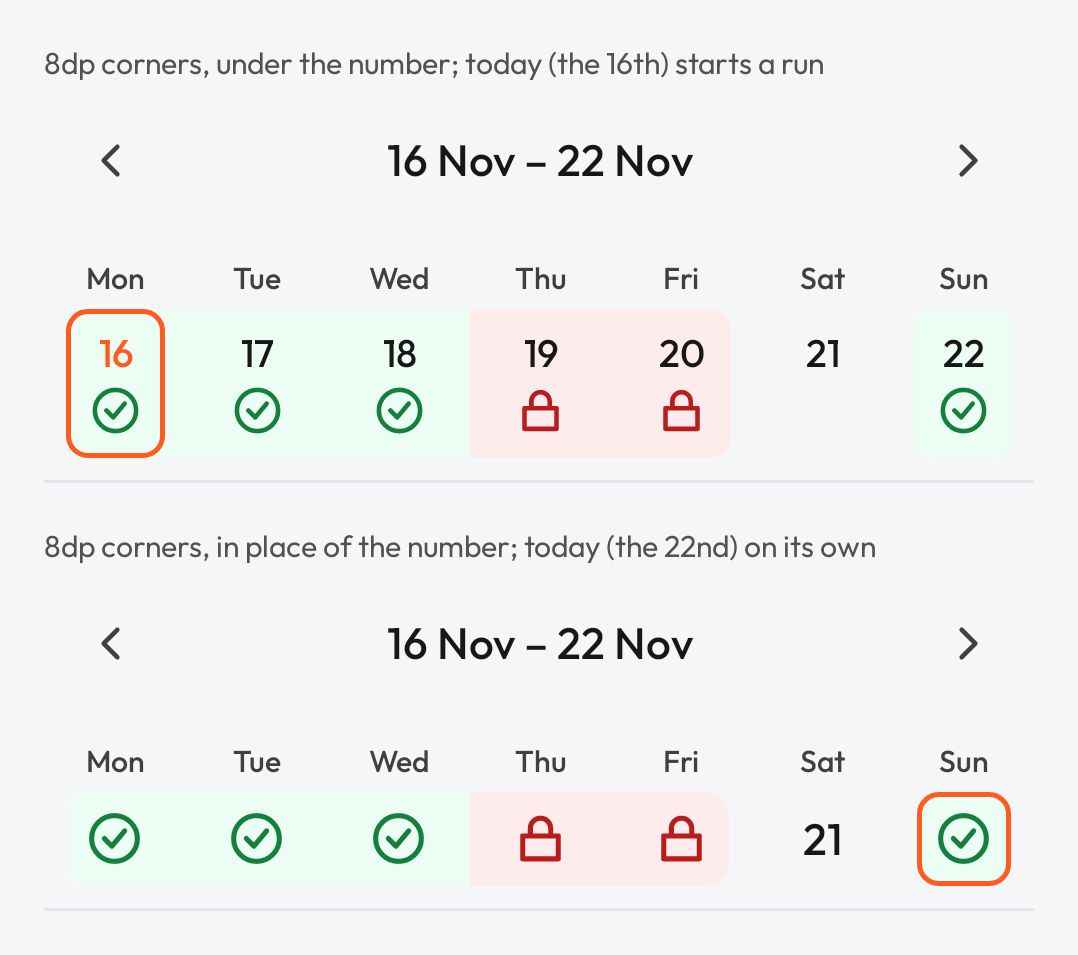 8dp corners, under the number; today (the 16th) starts a run
16 Nov – 22 Nov
Mon Tue Wed Thu Fri Sat Sun
16 17 18 19 20 21 22
8dp corners, in place of the number; today (the 22nd) on its own
16 Nov – 22 Nov
Mon Tue Wed Thu Fri Sat Sun
21